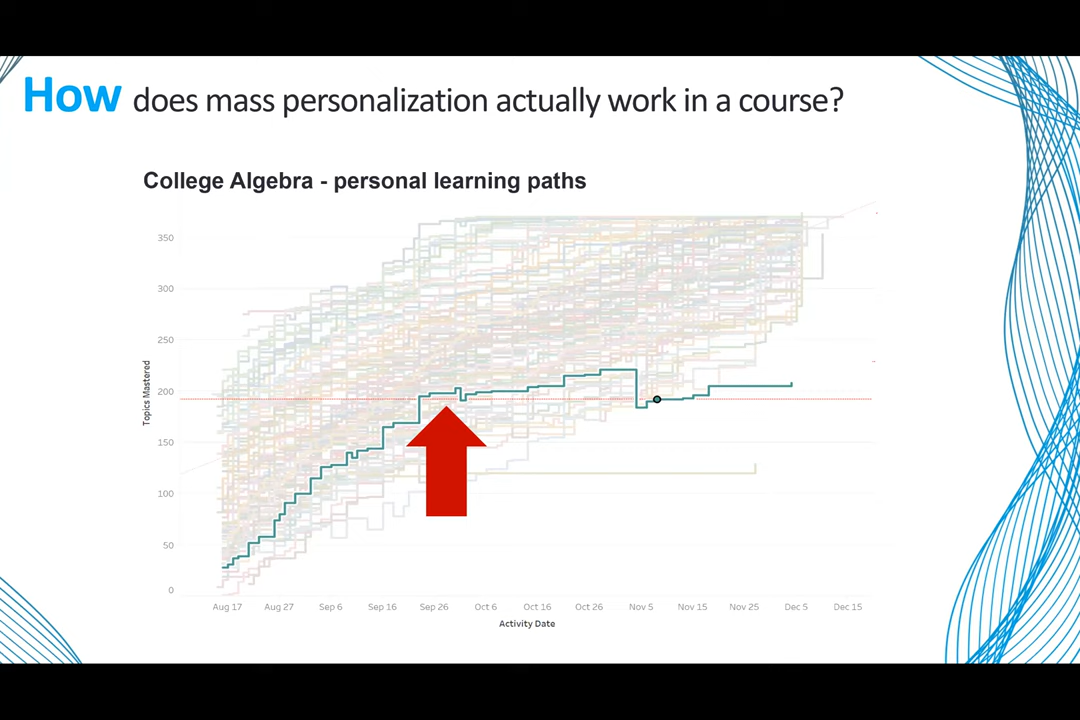 How does mass personalization actually work in a course?
College Algebra - personal learning paths
350
300
250
200
150
100
50
0
Topics Mastered
Aug 17 Aug 27 Sep 6 Sep 16 Sep 26 Oct 6 Oct 16 Oct 26 Nov 5 Nov 15 Nov 25 Dec 5 Dec 15
Activity Date